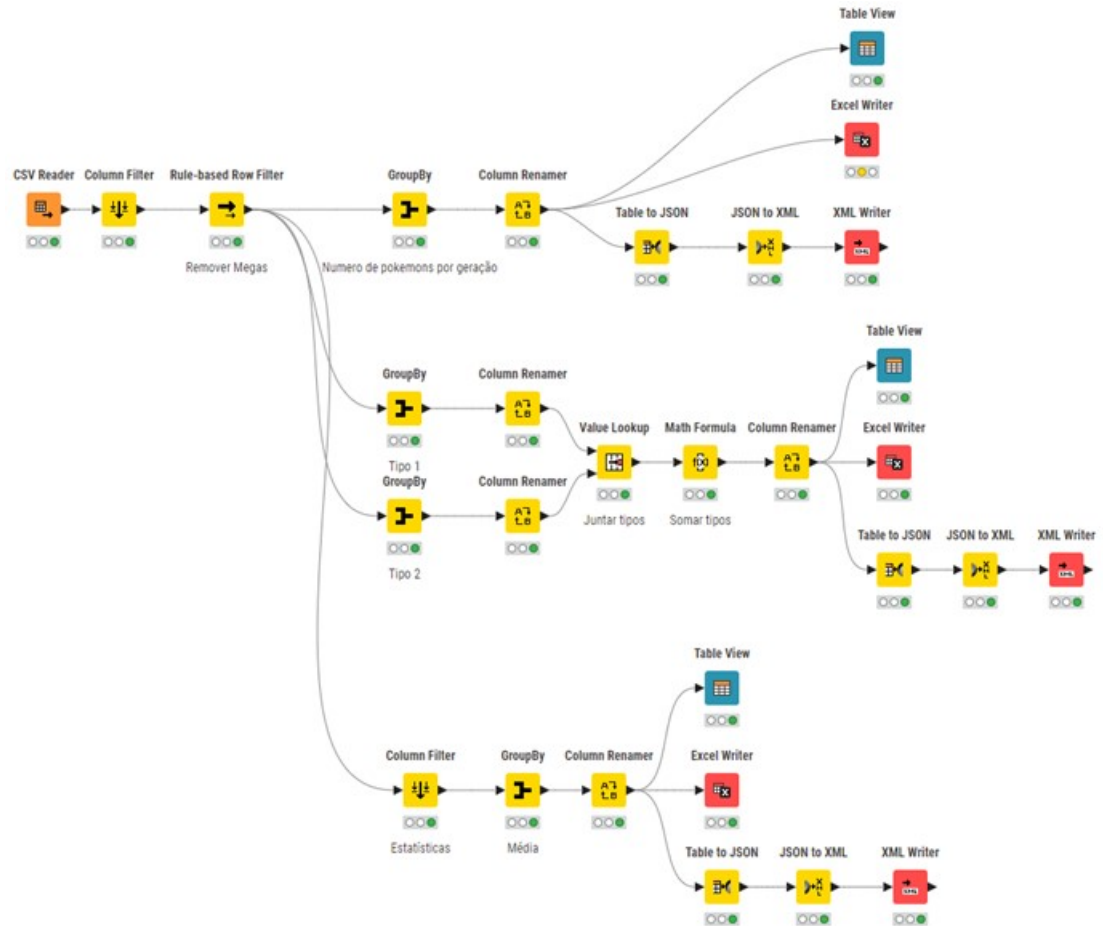 Table View
Excel Writer
CSV Reader Column Filter Rule-based Row Filter GroupBy Column Renamer
Table to JSON JSON to XML XML Writer
Remover Megas Numero de pokemons por geração
Table View
GroupBy Column Renamer
Value Lookup Math Formula Column Renamer Excel Writer
Tipo 1
GroupBy Column Renamer
Juntar tipos Somar tipos
Table to JSON JSON to XML XML Writer
Tipo 2
Table View
Column Filter GroupBy Column Renamer Excel Writer
Estatísticas Média
Table to JSON JSON to XML XML Writer